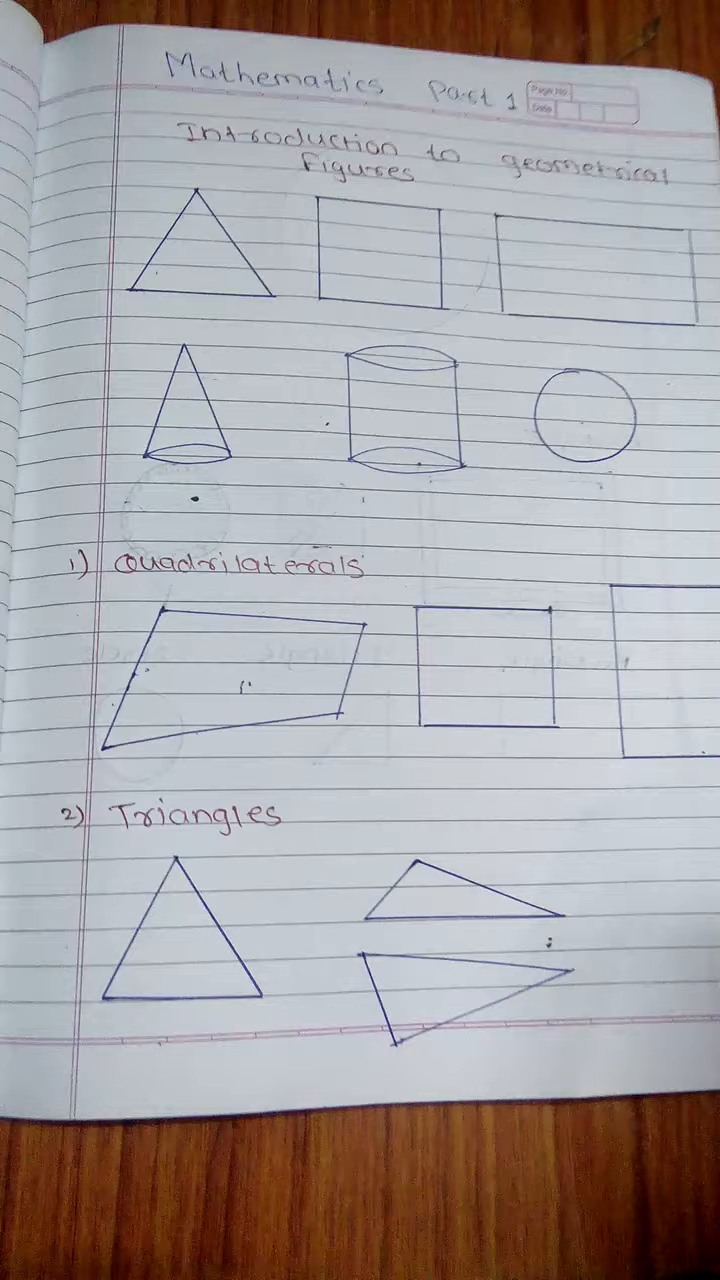 Mathematics Part 1
Page No
Date
Introduction to geometrical
Figures
1) Quadrilaterals
2) Triangles